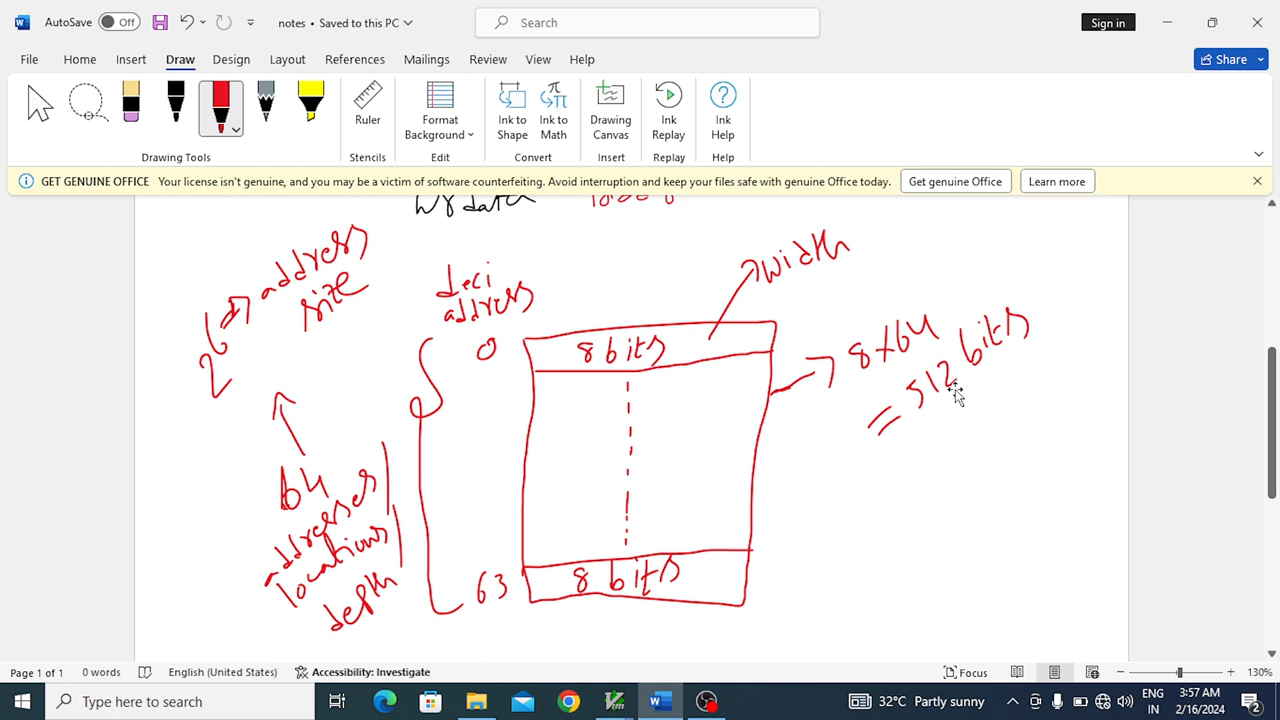 AutoSave Off notes • Saved to this PC Search Sign in
File Home Insert Draw Design Layout References Mailings Review View Help Share
Ruler Format Background Ink to Shape Ink to Math Drawing Canvas Ink Replay Ink Help
Drawing Tools Stencils Edit Convert Insert Replay Help
GET GENUINE OFFICE Your license isn't genuine, and you may be a victim of software counterfeiting. Avoid interruption and keep your files safe with genuine Office today. Get genuine Office Learn more
wr data
2^6 → address
size
deci
address
width
0 8 bits
8x64
= 512 bits
64
addresses|
locations|
depth
63 8 bits
Page 1 of 1 0 words English (United States) Accessibility: Investigate Focus 130%
Type here to search 32°C Partly sunny ENG IN 3:57 AM 2/16/2024 2